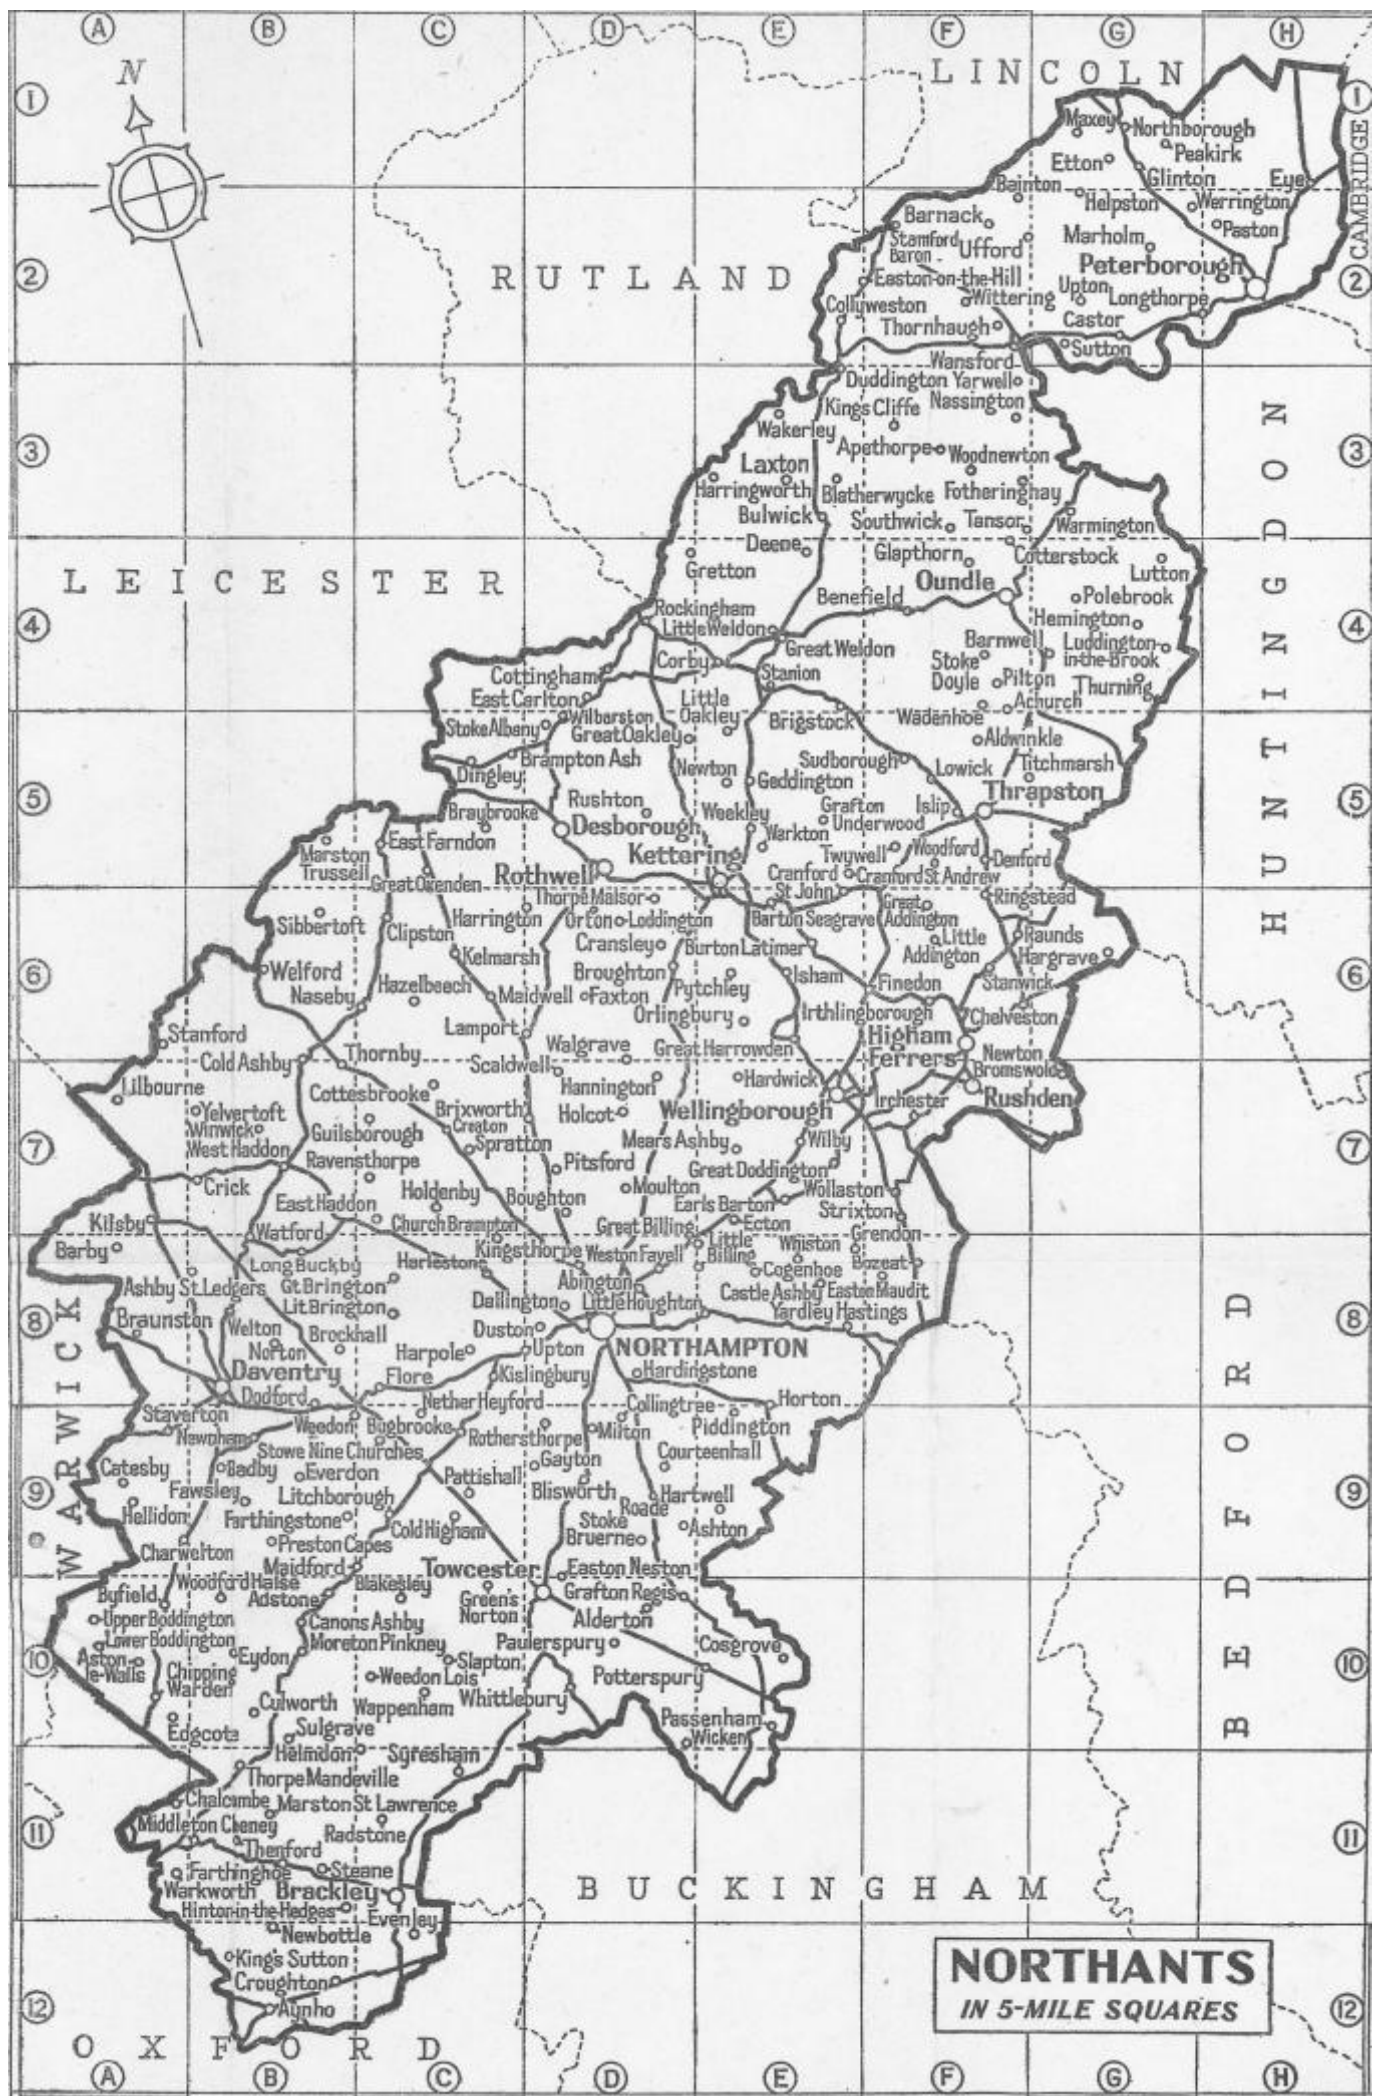 A B C D E F G H
N
LINCOLN
1 1
Maxey
Northborough
Peakirk
Etton
Glinton
Eye
CAMBRIDGE
Bainton
Helpston
Werrington
Barnack
Paston
Stamford
Baron
Ufford
Marholm
RUTLAND
Peterborough
2 2
Easton-on-the-Hill
Upton
Wittering
Longthorpe
Collyweston
Castor
Thornhaugh
Sutton
Wansford
Duddington
Yarwell
Kings Cliffe
Nassington
Wakerley
HUNTINGDON
3 3
Apethorpe
Woodnewton
Laxton
Harringworth
Blatherwycke
Fotheringhay
Bulwick
Southwick
Tansor
Warmington
Deene
Glapthorn
Cotterstock
Gretton
Lutton
LEICESTER
Oundle
Benefield
Polebrook
Rockingham
Hemington
4 4
Little Weldon
Great Weldon
Barnwell
Luddington-
in-the-Brook
Corby
Stanion
Stoke
Doyle
Pilton
Thurning
Cottingham
East Carlton
Little
Oakley
Achurch
Wilbarston
Brigstock
Wadenhoe
Stoke Albany
Great Oakley
Aldwinkle
Brampton Ash
Sudborough
Titchmarsh
Dingley
Newton
Geddington
Lowick
Thrapston
5 5
Rushton
Grafton
Underwood
Islip
Braybrooke
Weekley
Desborough
Warkton
East Farndon
Kettering
Twywell
Woodford
Denford
Marston
Trussell
Great Oxenden
Rothwell
Cranford
St John
Cranford St Andrew
Thorpe Malsor
Ringstead
Sibbertoft
Clipston
Harrington
Orton
Loddington
Barton Seagrave
Great
Addington
Cransley
Burton Latimer
Little
Addington
Raunds
Kelmarsh
Hargrave
6 6
Welford
Broughton
Isham
Stanwick
Naseby
Hazelbeech
Maidwell
Faxton
Pytchley
Finedon
Orlingbury
Irthlingborough
Chelveston
Stanford
Lamport
Walgrave
Great Harrowden
Higham
Ferrers
Cold Ashby
Thornby
Scaldwell
Newton
Bromswold
Lilbourne
Cottesbrooke
Hannington
Hardwick
Rushden
Yelvertoft
Brixworth
Holcot
Wellingborough
Irchester
Winwick
Guilsborough
Creaton
7 7
West Haddon
Spratton
Mears Ashby
Wilby
Ravensthorpe
Pitsford
Great Doddington
Crick
Holdenby
Boughton
Moulton
Earls Barton
Wollaston
East Haddon
Strixton
Kilsby
Watford
Church Brampton
Great Billing
Ecton
Grendon
Barby
Kingsthorpe
Weston Favell
Little
Billing
Whiston
Long Buckby
Harlestone
Bozeat
Ashby St Ledgers
Gt Brington
Abington
Cogenhoe
Castle Ashby
Easton Maudit
Lit Brington
Dallington
Little Houghton
Yardley Hastings
8 8
Braunston
Welton
Brockhall
Duston
NORTHAMPTON
Norton
Harpole
Upton
WARWICK
Daventry
Flore
Kislingbury
Hardingstone
BEDFORD
Dodford
Nether Heyford
Collingtree
Horton
Staverton
Weedon
Bugbrooke
Milton
Piddington
Newnham
Stowe Nine Churches
Rothersthorpe
Courteenhall
Catesby
Badby
Everdon
Pattishall
Gayton
9 9
Fawsley
Litchborough
Blisworth
Hartwell
Hellidon
Roade
Farthingstone
Cold Higham
Stoke
Bruerne
Ashton
Charwelton
Preston Capes
Maidford
Towcester
Easton Neston
Woodford Halse
Blakesley
Byfield
Adstone
Green's
Norton
Grafton Regis
Upper Boddington
Canons Ashby
Alderton
Lower Boddington
Moreton Pinkney
Paulerspury
Cosgrove
10 10
Aston
le-Walls
Eydon
Slapton
Chipping
Warden
Weedon Lois
Potterspury
Culworth
Wappenham
Whittlebury
Edgcote
Sulgrave
Passenham
Helmdon
Syresham
Wicken
Thorpe Mandeville
Chalcombe
Marston St Lawrence
11 11
Middleton Cheney
Radstone
Thenford
Farthinghoe
Steane
Warkworth
Brackley
BUCKINGHAM
Hinton-in-the-Hedges
Evenley
Newbottle
King's Sutton
NORTHANTS
Croughton
IN 5-MILE SQUARES
12 12
Aynho
OXFORD
A B C D E F G H